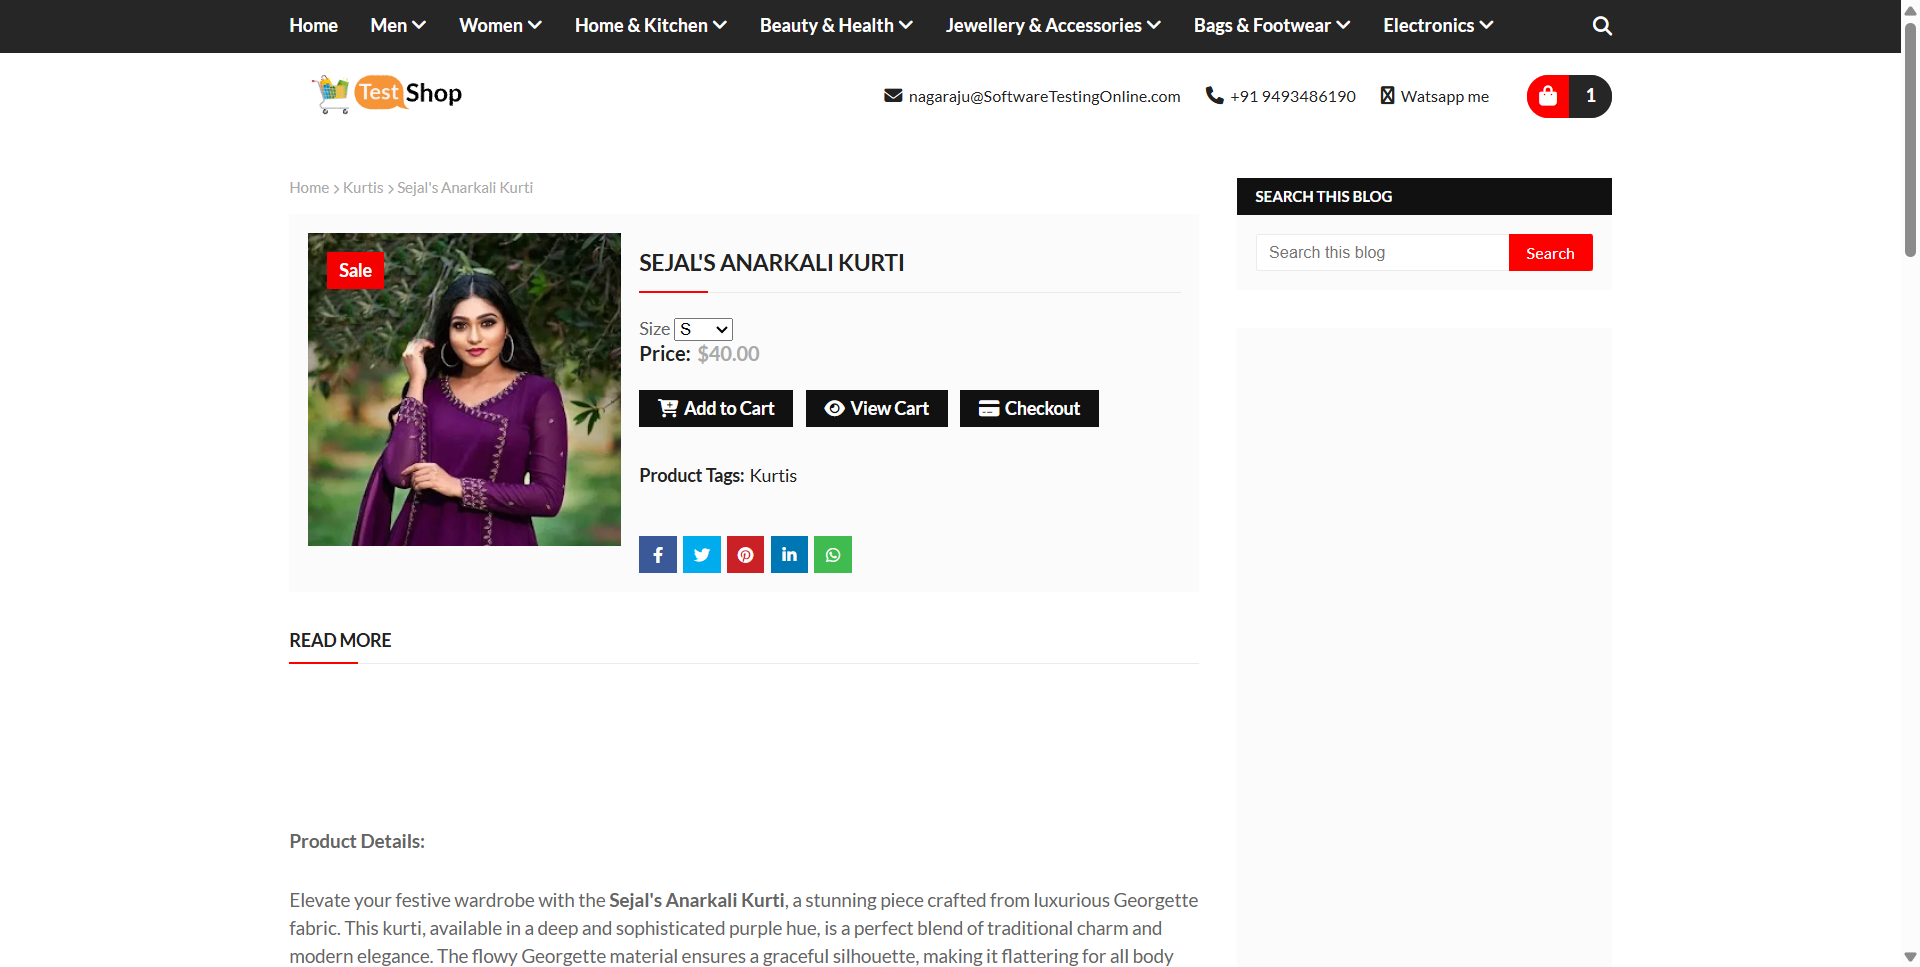 Home Men Women Home & Kitchen Beauty & Health Jewellery & Accessories Bags & Footwear Electronics
Test Shop
nagaraju@SoftwareTestingOnline.com +91 9493486190 Watsapp me 1
Home Kurtis Sejal's Anarkali Kurti
Sale
SEJAL'S ANARKALI KURTI
Size S
Price: $40.00
Add to Cart View Cart Checkout
Product Tags: Kurtis
SEARCH THIS BLOG
Search this blog Search
READ MORE
Product Details:
Elevate your festive wardrobe with the Sejal's Anarkali Kurti, a stunning piece crafted from luxurious Georgette
fabric. This kurti, available in a deep and sophisticated purple hue, is a perfect blend of traditional charm and
modern elegance. The flowy Georgette material ensures a graceful silhouette, making it flattering for all body